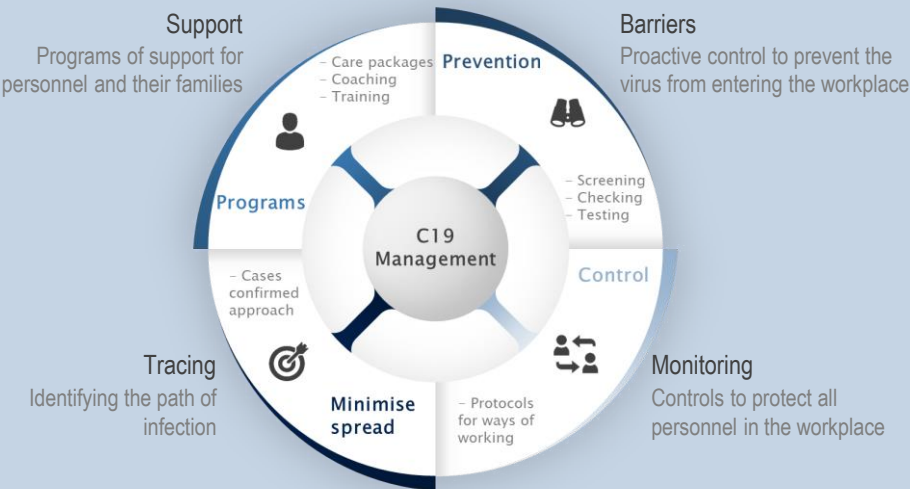 Support
Programs of support for
personnel and their families
– Care packages
– Coaching
– Training
Programs
Prevention
– Screening
– Checking
– Testing
Barriers
Proactive control to prevent the
virus from entering the workplace
C19
Management
– Cases
confirmed
approach
Minimise
spread
Tracing
Identifying the path of
infection
Control
– Protocols
for ways of
working
Monitoring
Controls to protect all
personnel in the workplace